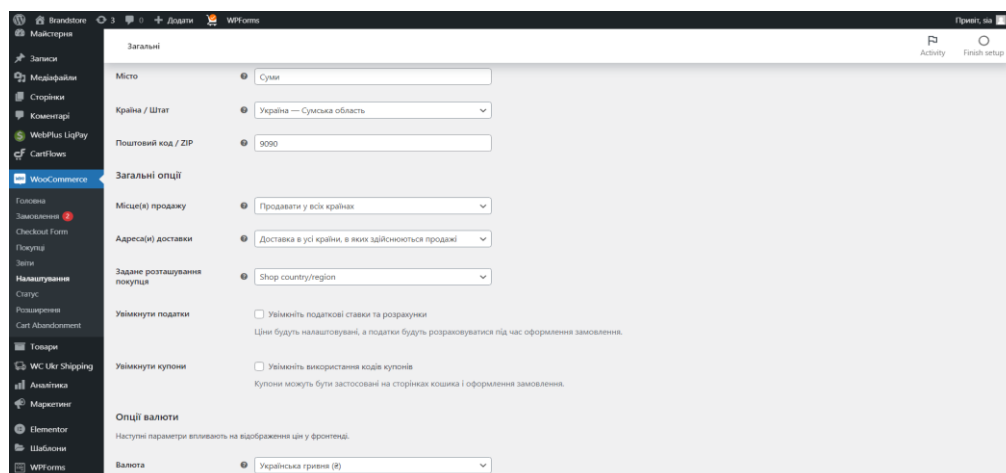 Brandstore 3 0 + Додати WPForms Привіт, sia
Майстерня
Записи
Медіафайли
Сторінки
Коментарі
WebPlus LiqPay
CartFlows
WooCommerce
Головна
Замовлення 2
Checkout Form
Покупці
Звіти
Налаштування
Статус
Розширення
Cart Abandonment
Товари
WC Ukr Shipping
Аналітика
Маркетинг
Elementor
Шаблони
WPForms
Загальні
Activity
Finish setup
Місто
Суми
Країна / Штат
Україна — Сумська область
Поштовий код / ZIP
9090
Загальні опції
Місце(я) продажу
Продавати у всіх країнах
Адреса(и) доставки
Доставка в усі країни, в яких здійснюються продажі
Задане розташування
покупця
Shop country/region
Увімкнути податки
Увімкніть податкові ставки та розрахунки
Ціни будуть налаштовувані, а податки будуть розраховуватися під час оформлення замовлення.
Увімкнути купони
Увімкніть використання кодів купонів
Купони можуть бути застосовані на сторінках кошика і оформлення замовлення.
Опції валюти
Наступні параметри впливають на відображення цін у фронтенді.
Валюта
Українська гривня (₴)